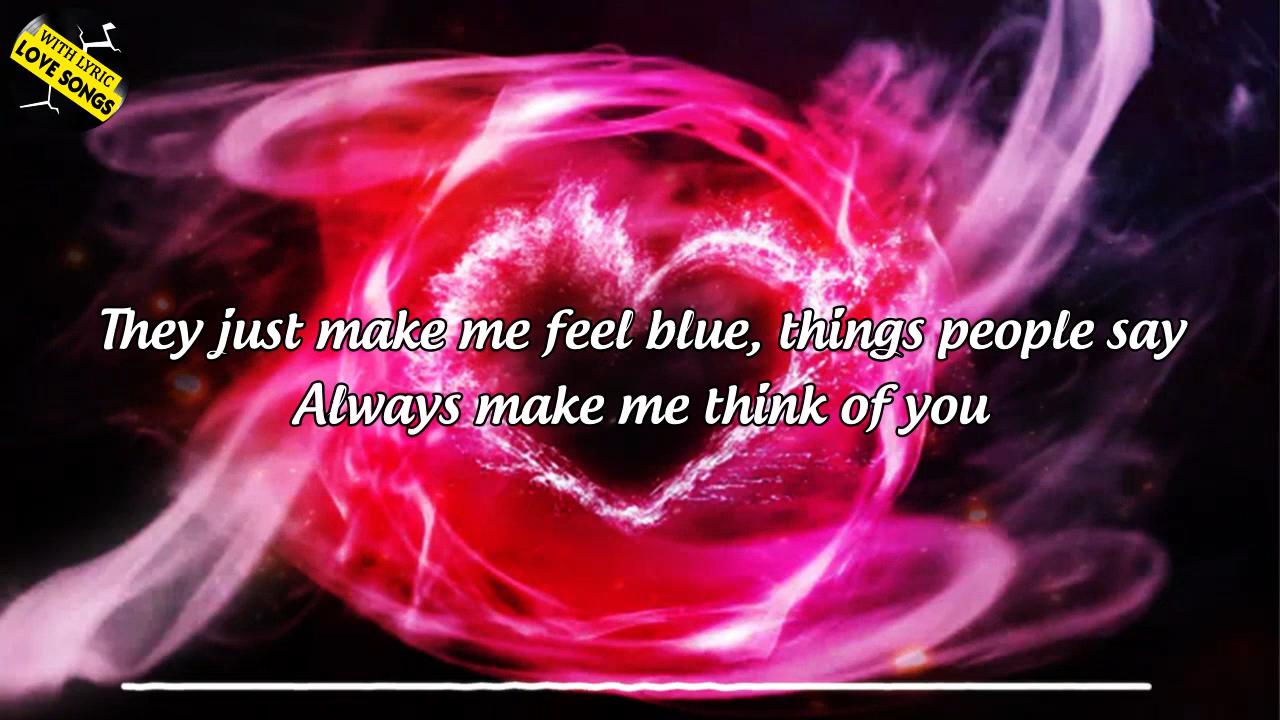 WITH LYRIC
LOVE SONGS
They just make me feel blue, things people say
Always make me think of you